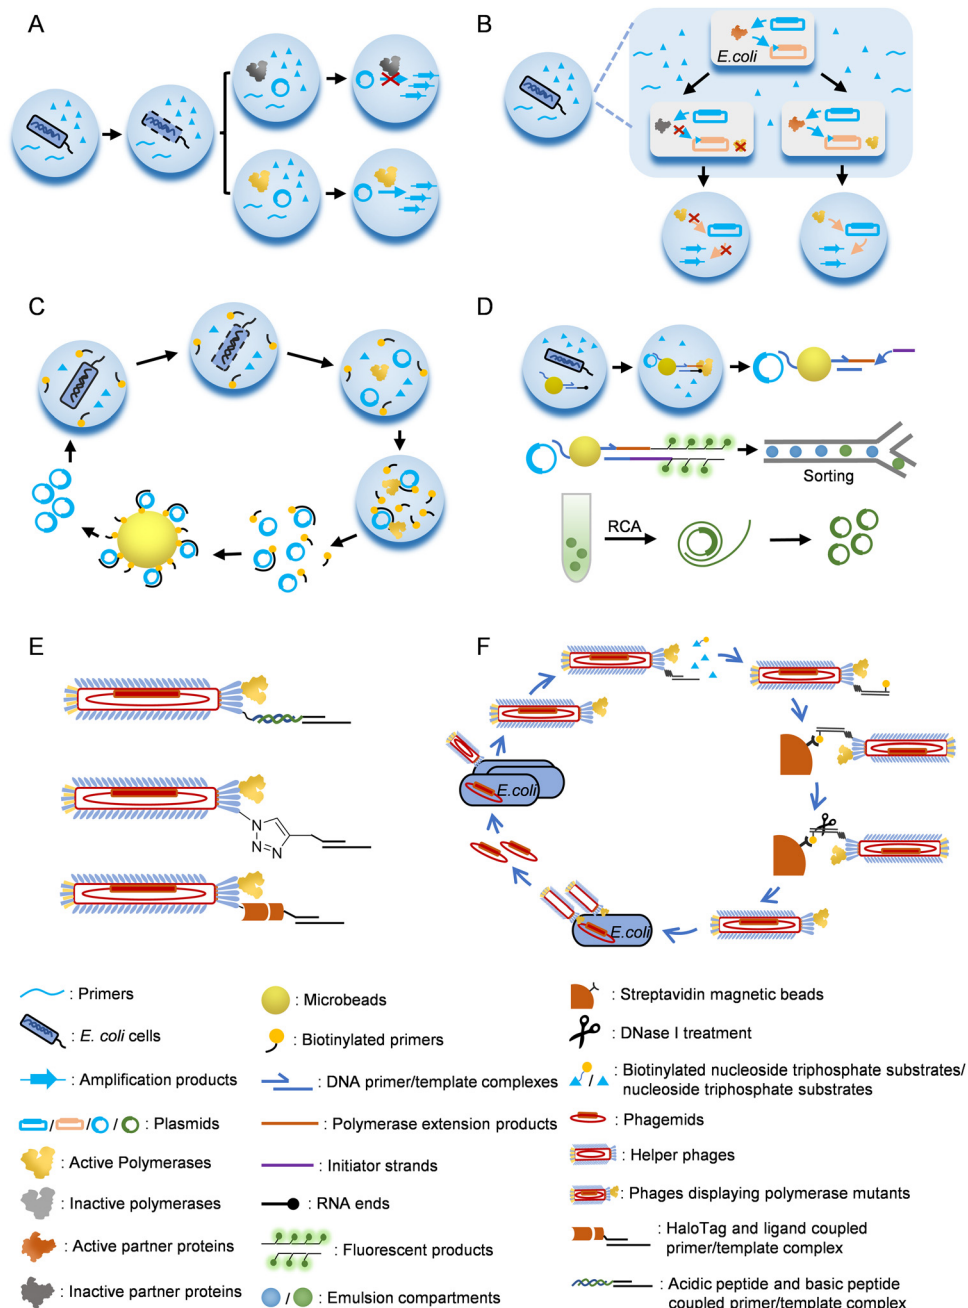 A
B
E.coli
C
D
Sorting
RCA
E
N
N
N
F
E.coli
E.coli
: Primers
: E. coli cells
: Amplification products
/ / / : Plasmids
: Active Polymerases
: Inactive polymerases
: Active partner proteins
: Inactive partner proteins
: Microbeads
: Biotinylated primers
: DNA primer/template complexes
: Polymerase extension products
: Initiator strands
: RNA ends
: Fluorescent products
/ : Emulsion compartments
: Streptavidin magnetic beads
: DNase I treatment
/ : Biotinylated nucleoside triphosphate substrates/
nucleoside triphosphate substrates
: Phagemids
: Helper phages
: Phages displaying polymerase mutants
: HaloTag and ligand coupled
primer/template complex
: Acidic peptide and basic peptide
coupled primer/template complex